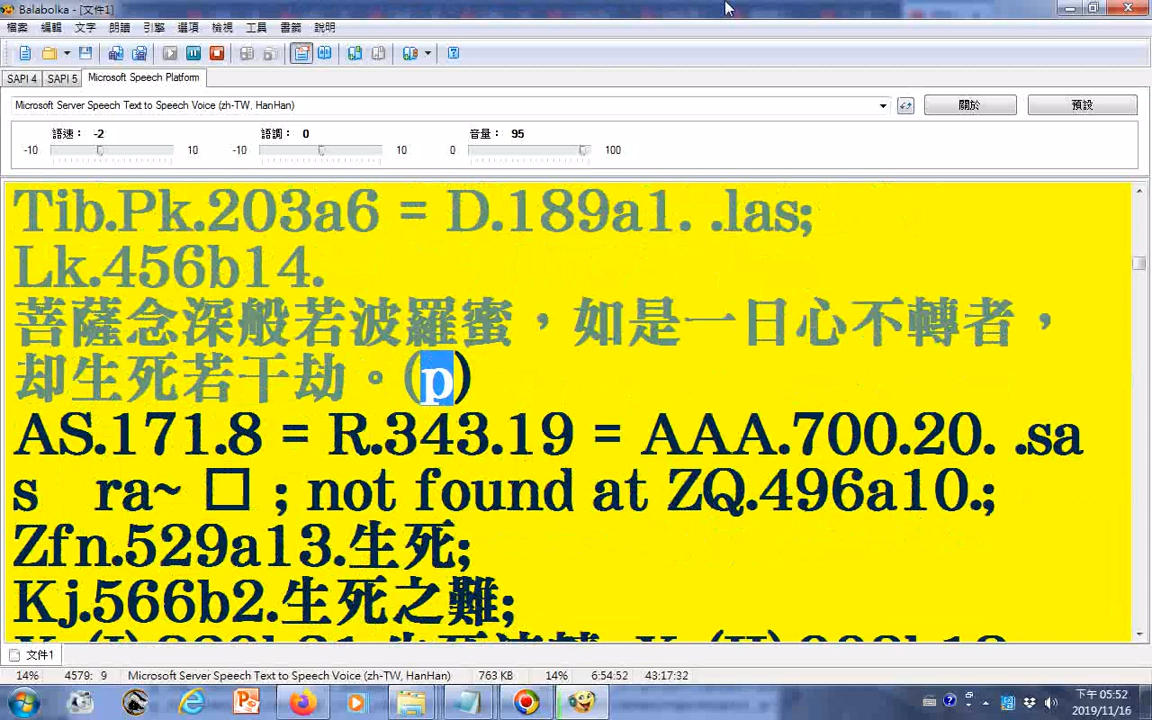 Balabolka - [文件1]
檔案 編輯 文字 朗讀 引擎 選項 檢視 工具 書籤 說明
SAPI 4 SAPI 5 Microsoft Speech Platform
Microsoft Server Speech Text to Speech Voice (zh-TW, HanHan) 關於 預設
語速： -2 語調： 0 音量： 95
-10 10 -10 10 0 100
Tib.Pk.203a6 = D.189a1. .las;
Lk.456b14.
菩薩念深般若波羅蜜，如是一日心不轉者，
却生死若干劫。(p)
AS.171.8 = R.343.19 = AAA.700.20. .sa
s ra~ □ ; not found at ZQ.496a10.;
Zfn.529a13.生死;
Kj.566b2.生死之難;
文件1
14% 4579: 9 Microsoft Server Speech Text to Speech Voice (zh-TW, HanHan) 763 KB 14% 6:54:52 43:17:32
下午 05:52
2019/11/16